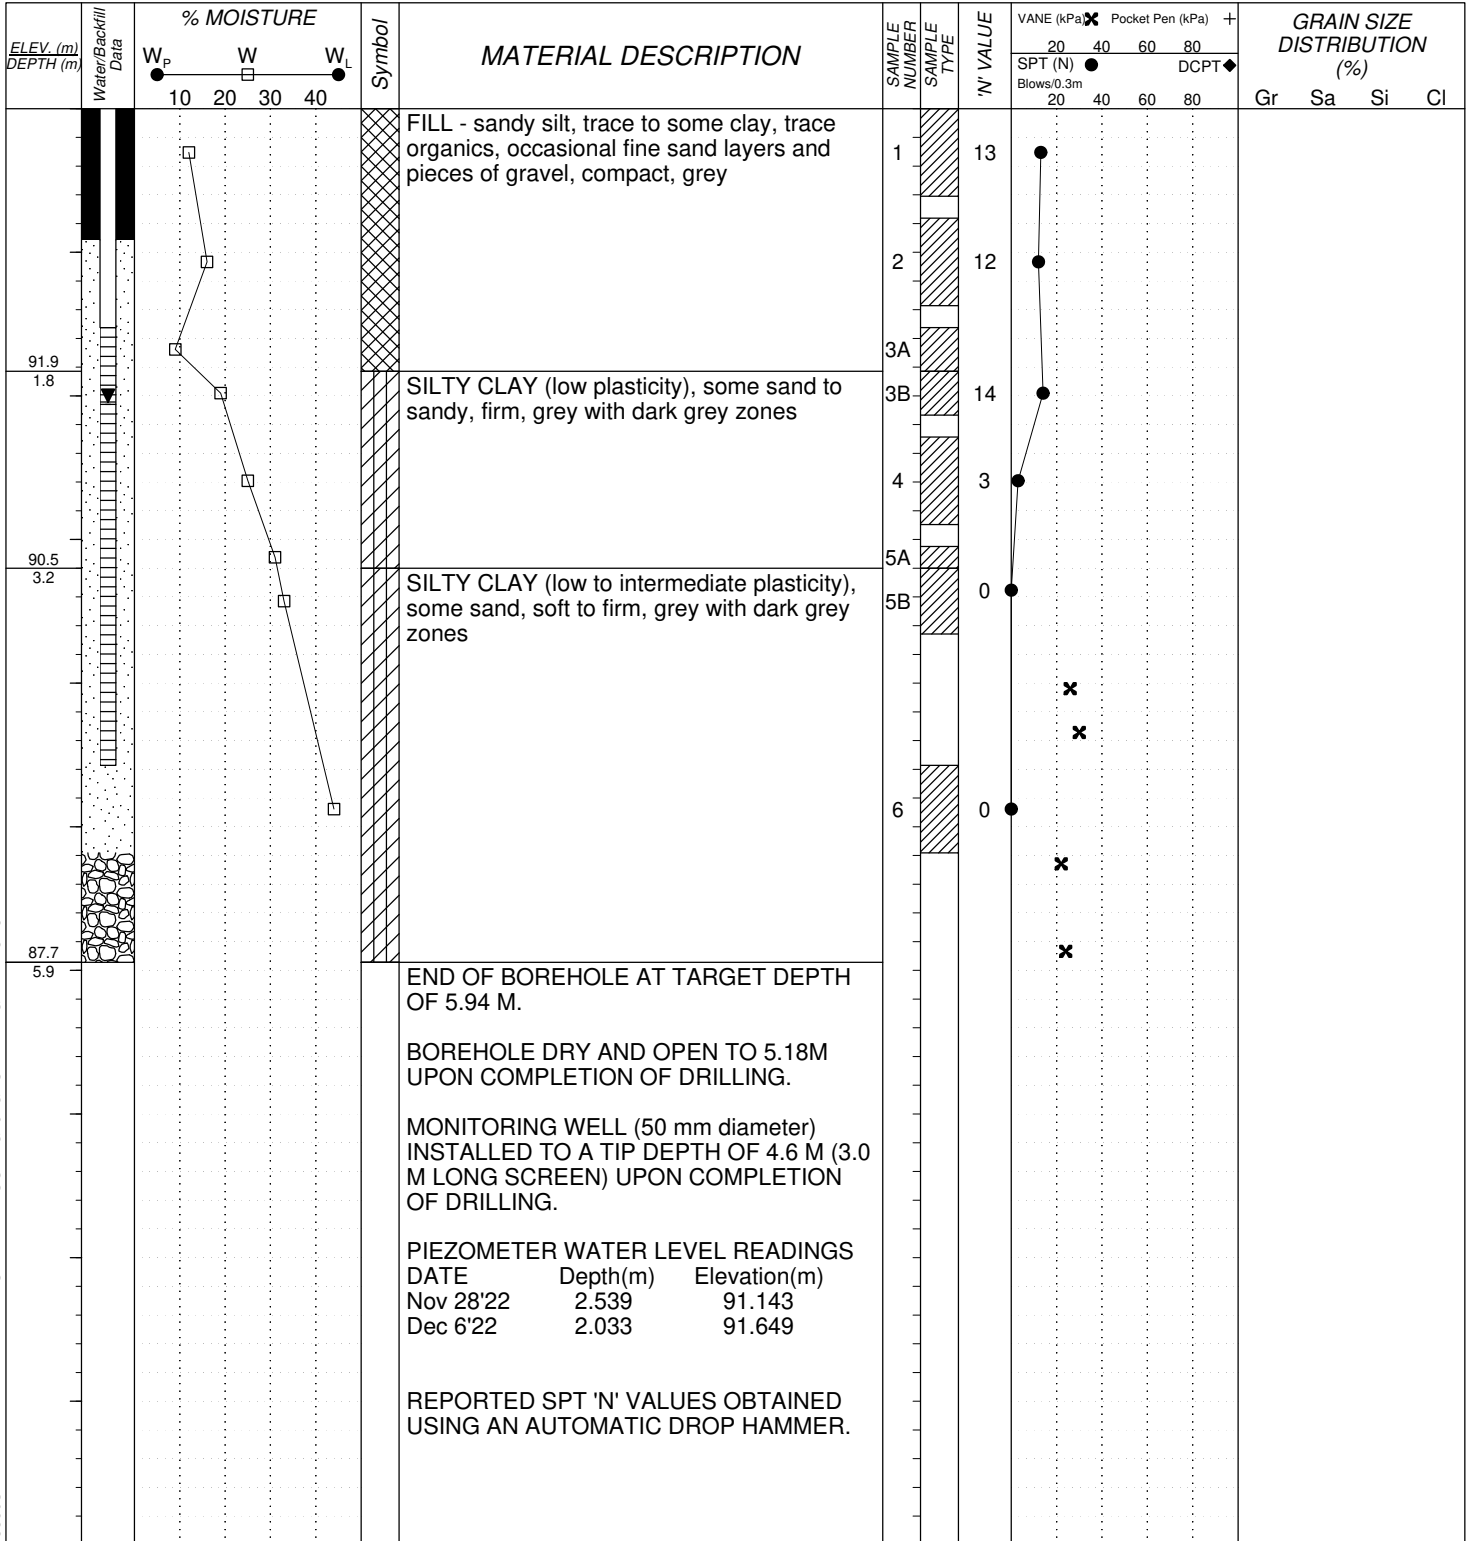 ELEV. (m)
DEPTH (m)
Water/Backfill
Data
% MOISTURE
WP W WL
10 20 30 40
Symbol
MATERIAL DESCRIPTION
SAMPLE
NUMBER
SAMPLE
TYPE
'N' VALUE
VANE (kPa) Pocket Pen (kPa)
20 40 60 80
SPT (N) DCPT
Blows/0.3m
20 40 60 80
GRAIN SIZE
DISTRIBUTION
(%)
Gr Sa Si Cl
FILL - sandy silt, trace to some clay, trace
organics, occasional fine sand layers and
pieces of gravel, compact, grey
1 13
2 12
3A
91.9
1.8
SILTY CLAY (low plasticity), some sand to
sandy, firm, grey with dark grey zones
3B 14
4 3
5A
90.5
3.2
SILTY CLAY (low to intermediate plasticity),
some sand, soft to firm, grey with dark grey
zones
5B 0
6 0
87.7
5.9
END OF BOREHOLE AT TARGET DEPTH
OF 5.94 M.
BOREHOLE DRY AND OPEN TO 5.18M
UPON COMPLETION OF DRILLING.
MONITORING WELL (50 mm diameter)
INSTALLED TO A TIP DEPTH OF 4.6 M (3.0
M LONG SCREEN) UPON COMPLETION
OF DRILLING.
PIEZOMETER WATER LEVEL READINGS
DATE Depth(m) Elevation(m)
Nov 28'22 2.539 91.143
Dec 6'22 2.033 91.649
REPORTED SPT 'N' VALUES OBTAINED
USING AN AUTOMATIC DROP HAMMER.